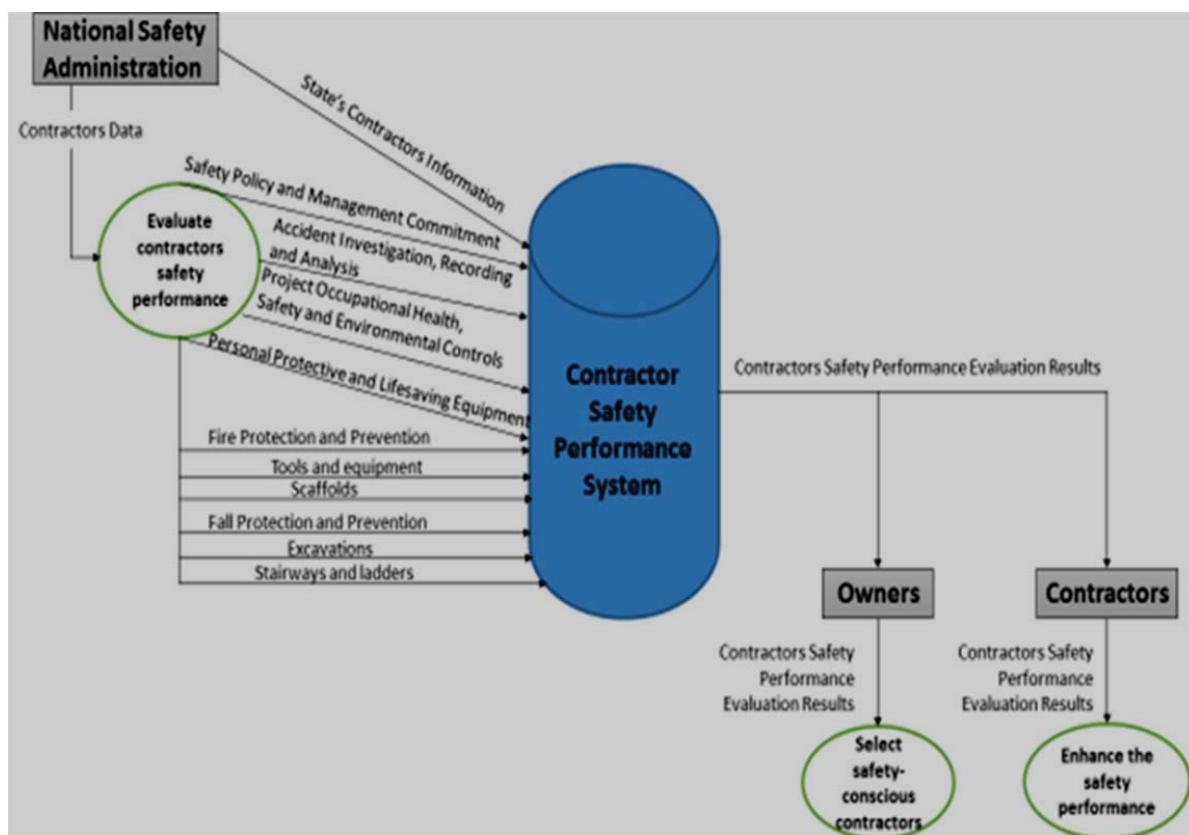 National Safety
Administration
Contractors Data
State's Contractors Information
Safety Policy and Management Commitment
Accident Investigation, Recording
and Analysis
Project Occupational Health,
Safety and Environmental Controls
Personal Protective and Lifesaving Equipment
Evaluate
contractors
safety
performance
Fire Protection and Prevention
Tools and equipment
Scaffolds
Fall Protection and Prevention
Excavations
Stairways and ladders
Contractor
Safety
Performance
System
Contractors Safety Performance Evaluation Results
Owners
Contractors
Contractors Safety
Performance
Evaluation Results
Contractors Safety
Performance
Evaluation Results
Select
safety-
conscious
contractors
Enhance the
safety
performance